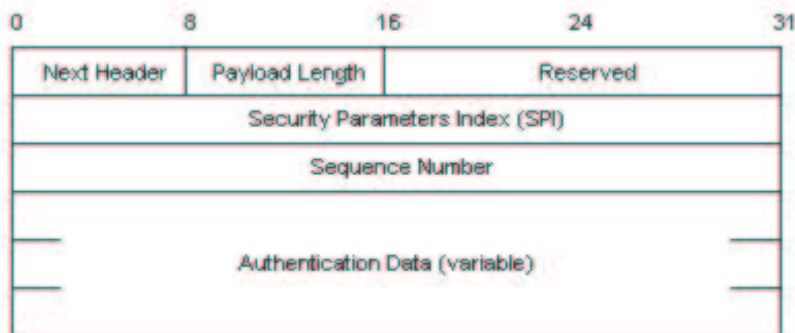 0 8 16 24 31
Next Header Payload Length Reserved
Security Parameters Index (SPI)
Sequence Number
Authentication Data (variable)